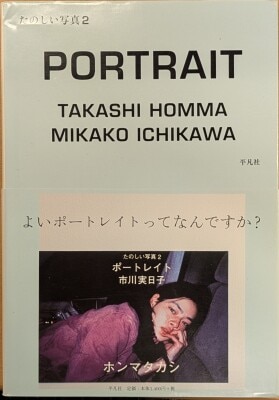 たのしい写真2
PORTRAIT
TAKASHI HOMMA
MIKAKO ICHIKAWA
平凡社
よいポートレイトってなんですか?
たのしい写真2
ポートレイト
市川実日子
ホンマタカシ
平凡社